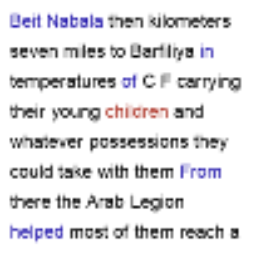 Beit Nabala then kilometers
seven miles to Barfiliya in
temperatures of C F carrying
their young children and
whatever possessions they
could take with them From
there the Arab Legion
helped most of them reach a